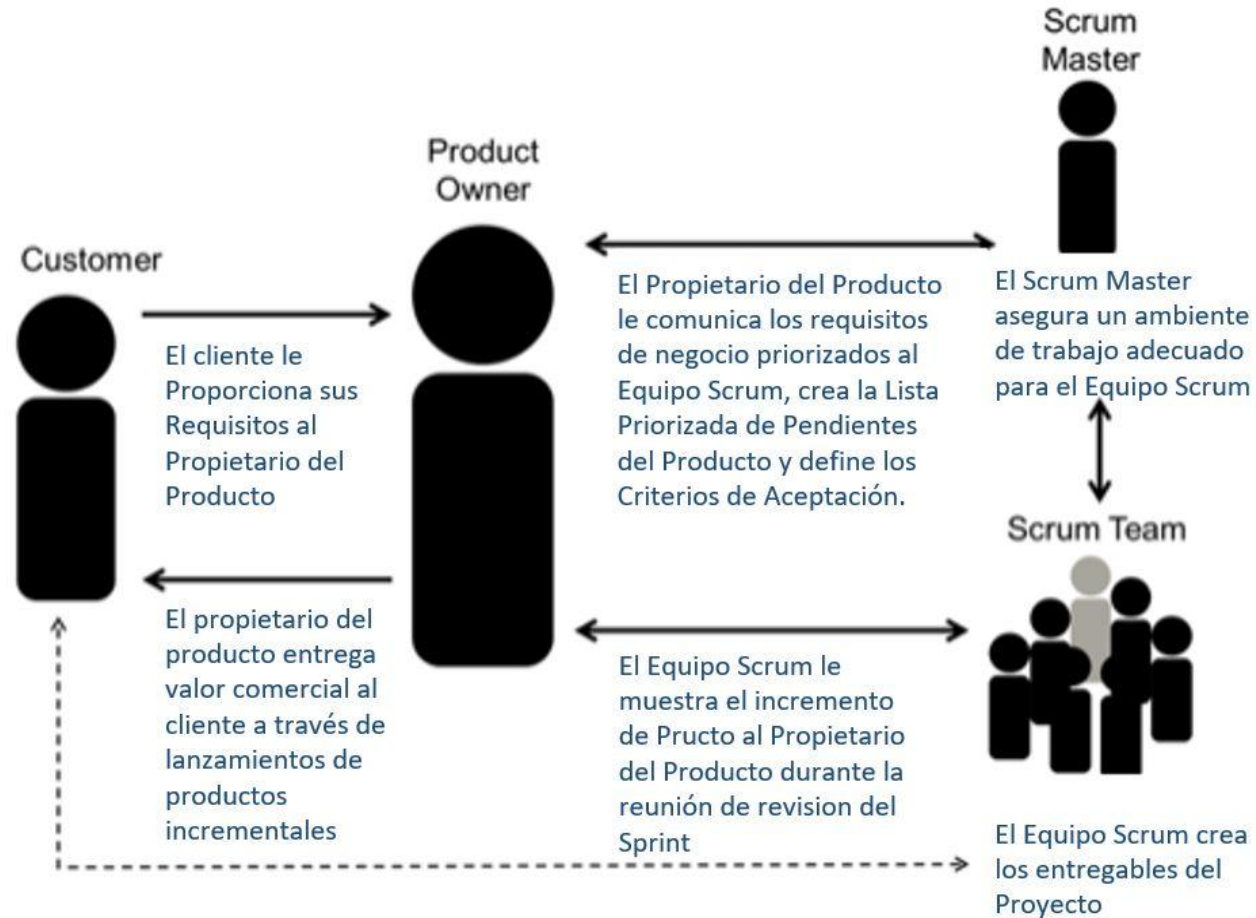 Scrum
Master
Product
Owner
Customer
El cliente le
Proporciona sus
Requisitos al
Propietario del
Producto
El Propietario del Producto
le comunica los requisitos
de negocio priorizados al
Equipo Scrum, crea la Lista
Priorizada de Pendientes
del Producto y define los
Criterios de Aceptación.
El Scrum Master
asegura un ambiente
de trabajo adecuado
para el Equipo Scrum
Scrum Team
El propietario del
producto entrega
valor comercial al
cliente a través de
lanzamientos de
productos
incrementales
El Equipo Scrum le
muestra el incremento
de Pructo al Propietario
del Producto durante la
reunión de revision del
Sprint
El Equipo Scrum crea
los entregables del
Proyecto